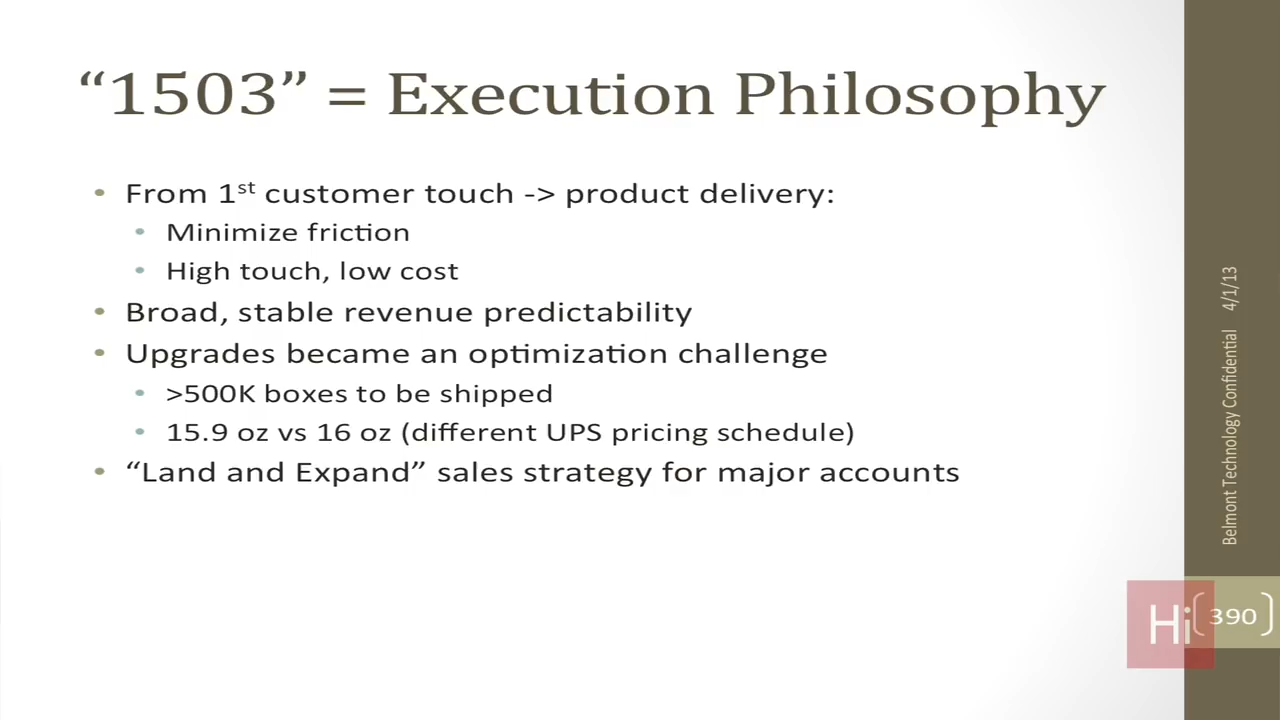 “1503” = Execution Philosophy
• From 1st customer touch -> product delivery:
• Minimize friction
• High touch, low cost
• Broad, stable revenue predictability
• Upgrades became an optimization challenge
• >500K boxes to be shipped
• 15.9 oz vs 16 oz (different UPS pricing schedule)
• “Land and Expand” sales strategy for major accounts
Belmont Technology Confidential 4/1/13
Hi
390